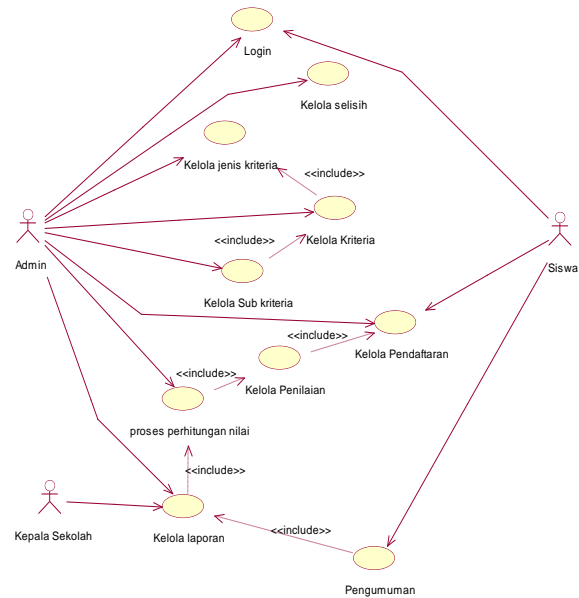 Login
Kelola selisih
Kelola jenis kriteria
<<include>>
Kelola Kriteria
<<include>>
Admin
Siswa
Kelola Sub kriteria
<<include>>
Kelola Pendaftaran
<<include>>
Kelola Penilaian
proses perhitungan nilai
<<include>>
Kepala Sekolah
Kelola laporan
<<include>>
Pengumuman